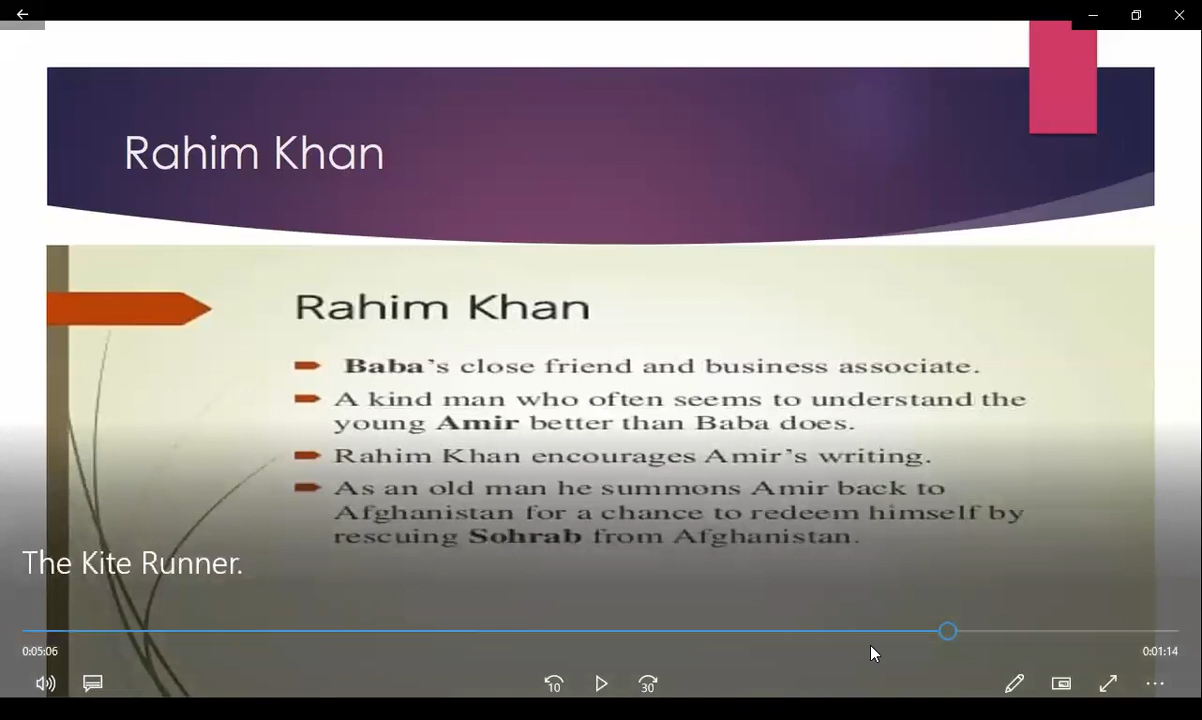 Rahim Khan
Rahim Khan
Baba's close friend and business associate.
A kind man who often seems to understand the
young Amir better than Baba does.
Rahim Khan encourages Amir's writing.
As an old man he summons Amir back to
Afghanistan for a chance to redeem himself by
rescuing Sohrab from Afghanistan.
The Kite Runner.
0:05:06
0:01:14
10
30